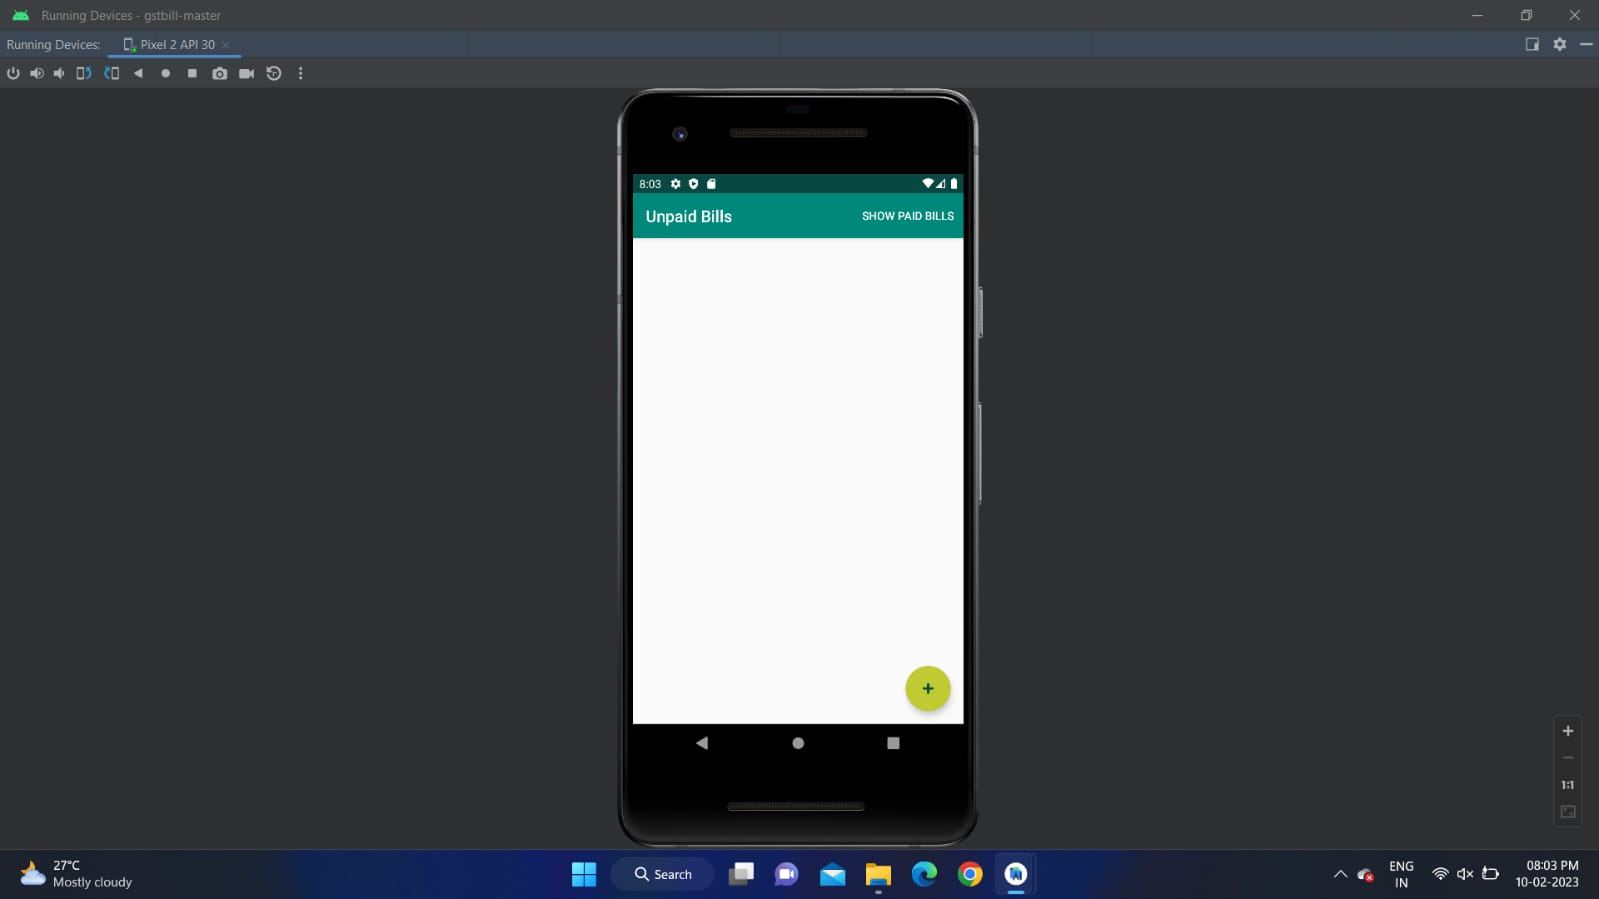 Running Devices - gstbill-master
Running Devices:
Pixel 2 API 30
8:03
Unpaid Bills
SHOW PAID BILLS
1:1
27°C
Mostly cloudy
Search
ENG
IN
08:03 PM
10-02-2023